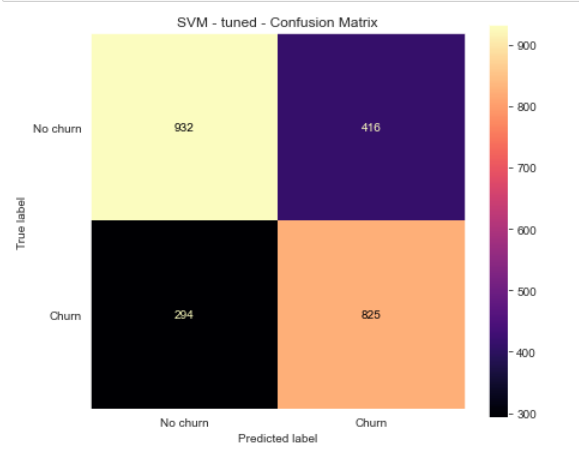 SVM - tuned - Confusion Matrix
No churn
932
416
Churn
294
825
No churn
Churn
Predicted label
True label
900
800
700
600
500
400
300